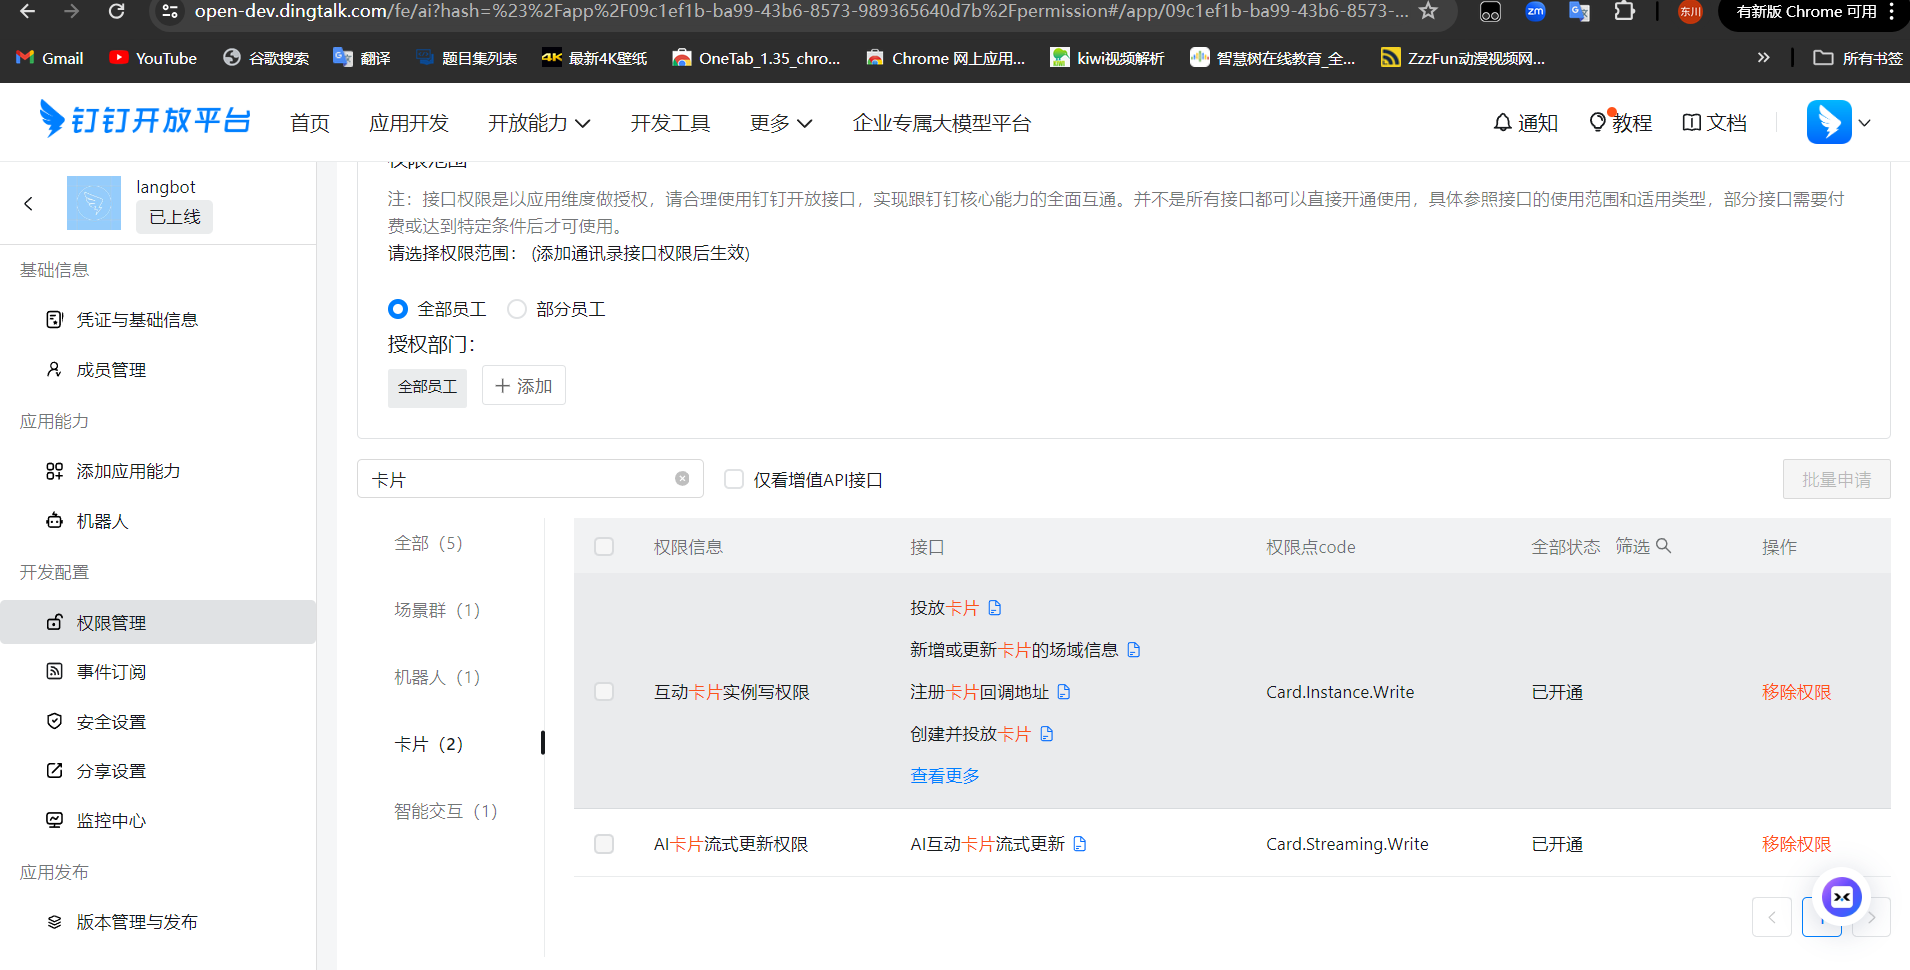 open-dev.dingtalk.com/fe/ai?hash=%23%2Fapp%2F09c1ef1b-ba99-43b6-8573-989365640d7b%2Fpermission#/app/09c1ef1b-ba99-43b6-8573-...
zm
东川
有新版 Chrome 可用
Gmail
YouTube
谷歌搜索
翻译
题目集列表
4K 最新4K壁纸
OneTab_1.35_chro...
Chrome 网上应用...
kiwi视频解析
智慧树在线教育_全...
ZzzFun动漫视频网...
所有书签
钉钉开放平台
首页
应用开发
开放能力
开发工具
更多
企业专属大模型平台
通知
教程
文档
langbot
已上线
基础信息
凭证与基础信息
成员管理
应用能力
添加应用能力
机器人
开发配置
权限管理
事件订阅
安全设置
分享设置
监控中心
应用发布
版本管理与发布
权限范围
注：接口权限是以应用维度做授权，请合理使用钉钉开放接口，实现跟钉钉核心能力的全面互通。并不是所有接口都可以直接开通使用，具体参照接口的使用范围和适用类型，部分接口需要付
费或达到特定条件后才可使用。
请选择权限范围： (添加通讯录接口权限后生效)
全部员工
部分员工
授权部门：
全部员工
添加
卡片
仅看增值API接口
批量申请
全部（5）
场景群（1）
机器人（1）
卡片（2）
智能交互（1）
权限信息
接口
权限点code
全部状态 筛选
操作
互动卡片实例写权限
投放卡片
新增或更新卡片的场域信息
注册卡片回调地址
创建并投放卡片
查看更多
Card.Instance.Write
已开通
移除权限
AI卡片流式更新权限
AI互动卡片流式更新
Card.Streaming.Write
已开通
移除权限